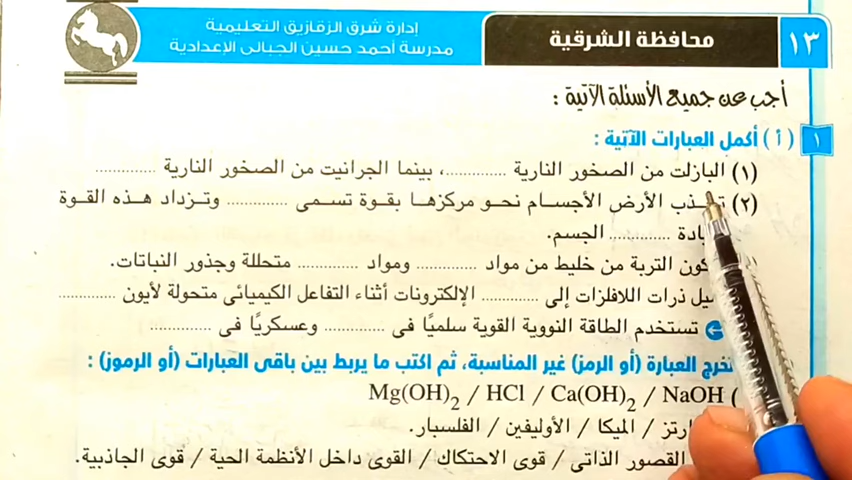 ١٣
محافظة الشرقية
إدارة شرق الزقازيق التعليمية
مدرسة أحمد حسين الجبالى الإعدادية
أجب عن جميع الأسئلة الآتية :
١ ( أ ) أكمل العبارات الآتية :
(١) البازلت من الصخور النارية ............، بينما الجرانيت من الصخور النارية ............
(٢) الأرض الأجسام نحو مركزها بقوة تسمى ............ وتزداد هذه القوة
............ الجسم.
التربة من خليط من مواد ............ ومواد ............ متحللة وجذور النباتات.
ذرات اللافلزات إلى ............ الإلكترونات أثناء التفاعل الكيميائى متحولة لأيون ............
تستخدم الطاقة النووية القوية سلميًا فى ............ وعسكريًا فى ............
العبارة (أو الرمز) غير المناسبة، ثم اكتب ما يربط بين باقى العبارات (أو الرموز) :
Mg(OH)2 / HCl / Ca(OH)2 / NaOH
/ الميكا / الأوليفين / الفلسبار.
القصور الذاتى / قوى الاحتكاك / القوى داخل الأنظمة الحية / قوى الجاذبية.